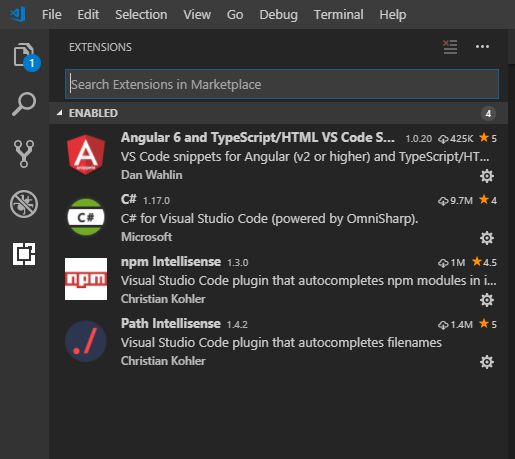 File Edit Selection View Go Debug Terminal Help
EXTENSIONS
1
Search Extensions in Marketplace
ENABLED 4
Angular 6 and TypeScript/HTML VS Code S... 1.0.20 425K 5
VS Code snippets for Angular (v2 or higher) and TypeScript/HT...
Dan Wahlin
snippets
C# 1.17.0 9.7M 4
C# for Visual Studio Code (powered by OmniSharp).
Microsoft
C#
npm Intellisense 1.3.0 1M 4.5
Visual Studio Code plugin that autocompletes npm modules in i...
Christian Kohler
npm
Path Intellisense 1.4.2 1.4M 5
Visual Studio Code plugin that autocompletes filenames
Christian Kohler
./